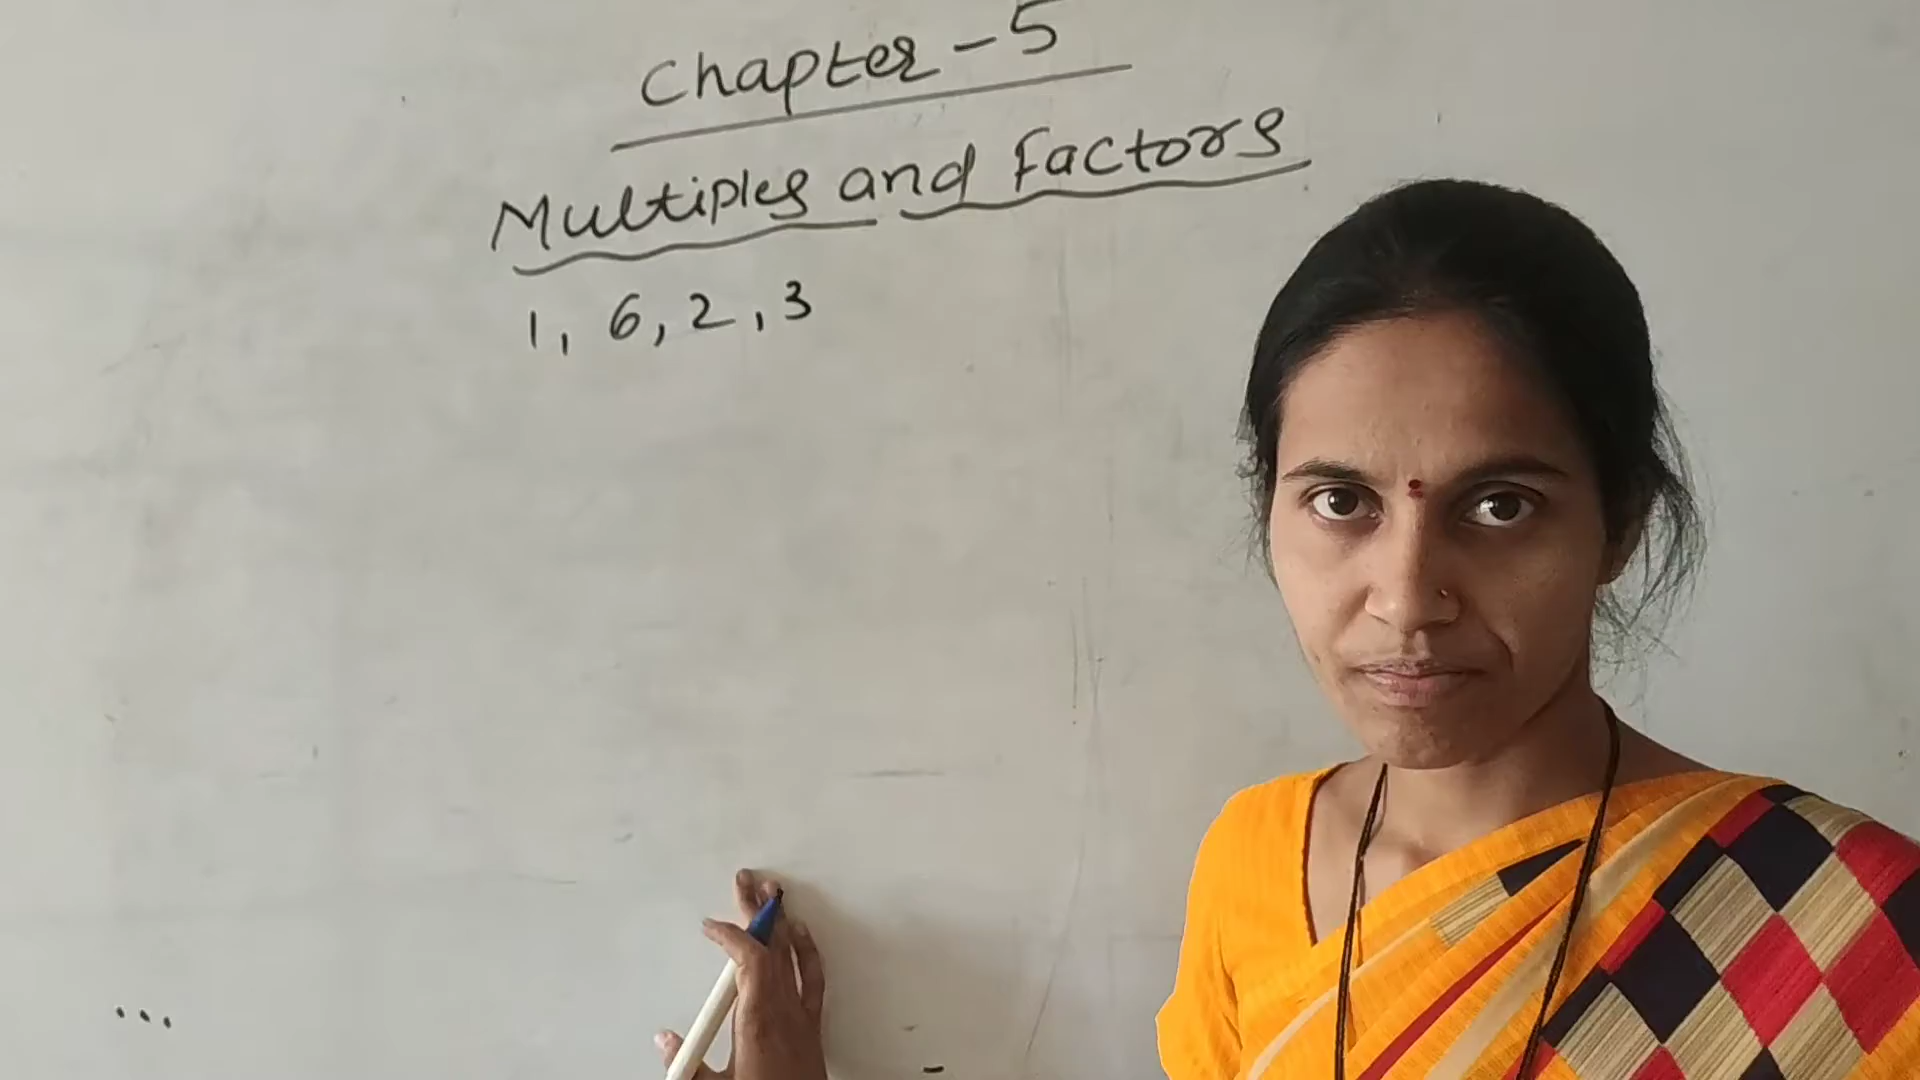 Chapter - 5
Multiples and Factors
1, 6, 2, 3